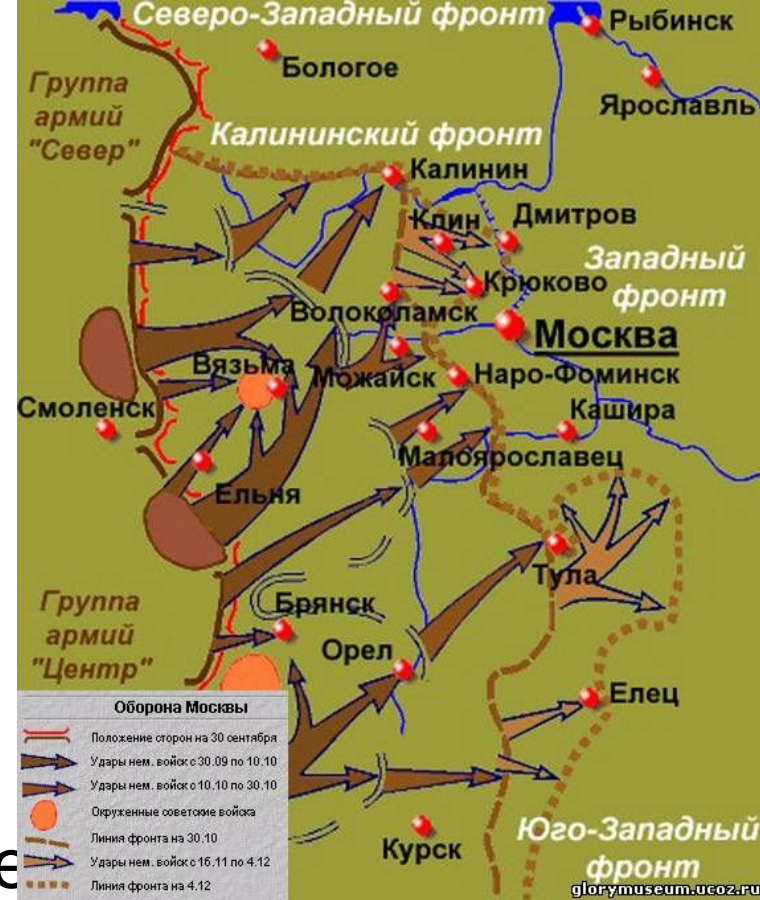 Северо-Западный фронт
Рыбинск
Бологое
Ярославль
Группа
армий
"Север"
Калининский фронт
Калинин
Клин
Дмитров
Западный
фронт
Крюково
Волоколамск
Москва
Вязьма
Можайск
Наро-Фоминск
Смоленск
Кашира
Малоярославец
Ельня
Тула
Группа
армий
"Центр"
Брянск
Орел
Елец
Курск
Юго-Западный
фронт
Оборона Москвы
Положение сторон на 30 сентября
Удары нем. войск с 30.09 по 10.10
Удары нем. войск с 10.10 по 30.10
Окруженные советские войска
Линия фронта на 30.10
Удары нем. войск с 16.11 по 4.12
Линия фронта на 4.12
glorymuseum.ucoz.ru